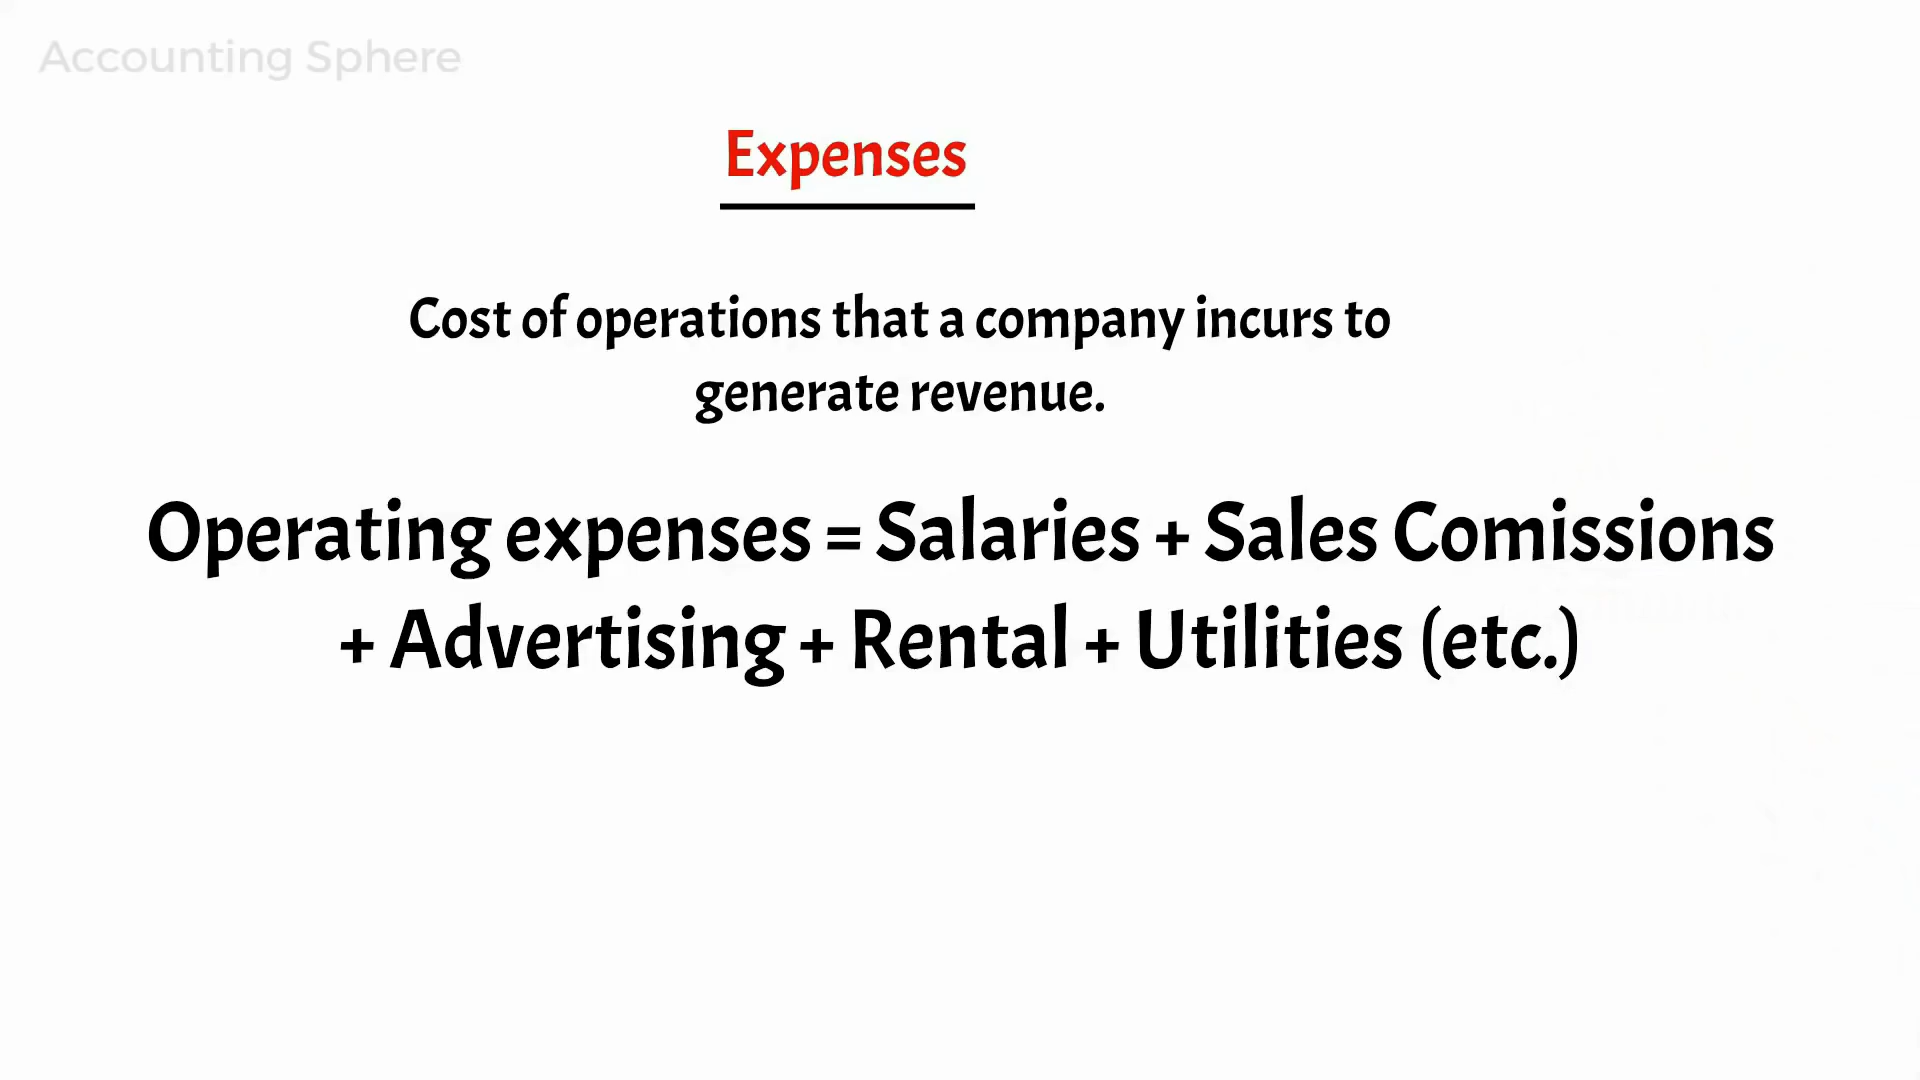 Accounting Sphere
Expenses
Cost of operations that a company incurs to
generate revenue.
Operating expenses = Salaries + Sales Comissions
+ Advertising + Rental + Utilities (etc.)